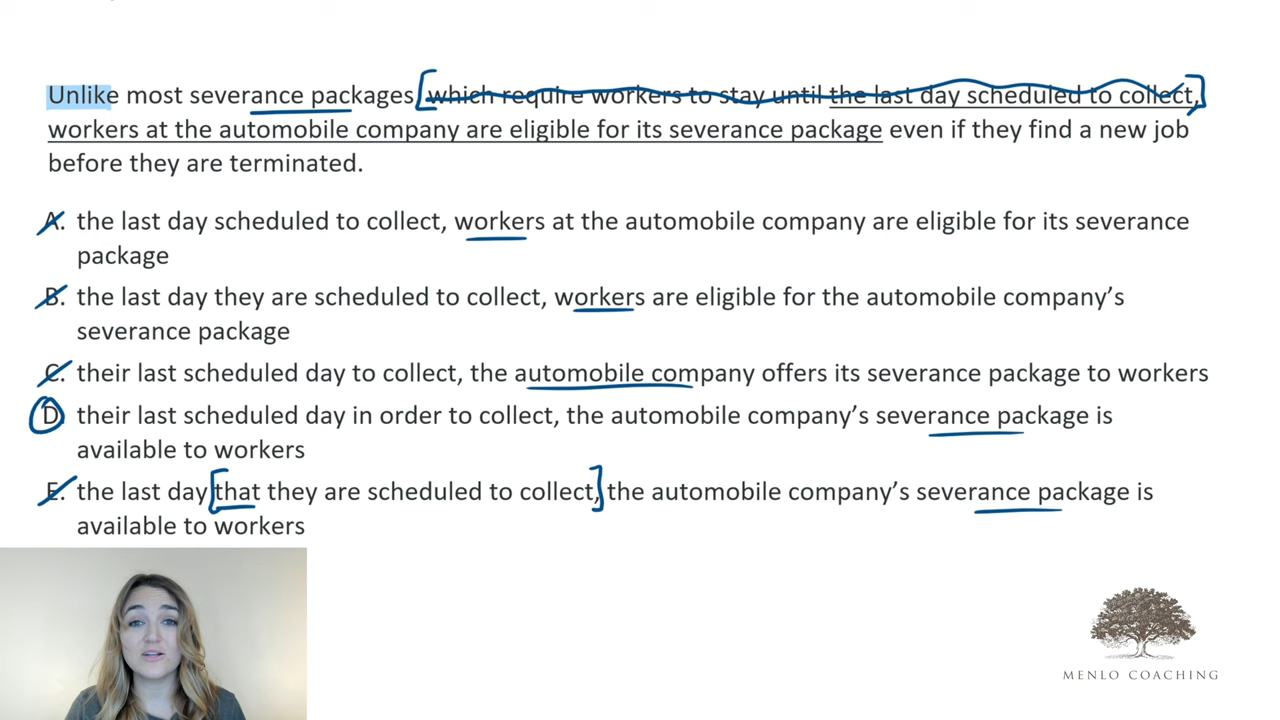 Unlike most severance packages which require workers to stay until the last day scheduled to collect,
workers at the automobile company are eligible for its severance package even if they find a new job
before they are terminated.
A. the last day scheduled to collect, workers at the automobile company are eligible for its severance
package
B. the last day they are scheduled to collect, workers are eligible for the automobile company’s
severance package
C. their last scheduled day to collect, the automobile company offers its severance package to workers
D. their last scheduled day in order to collect, the automobile company’s severance package is
available to workers
E. the last day that they are scheduled to collect, the automobile company’s severance package is
available to workers
MENLO COACHING